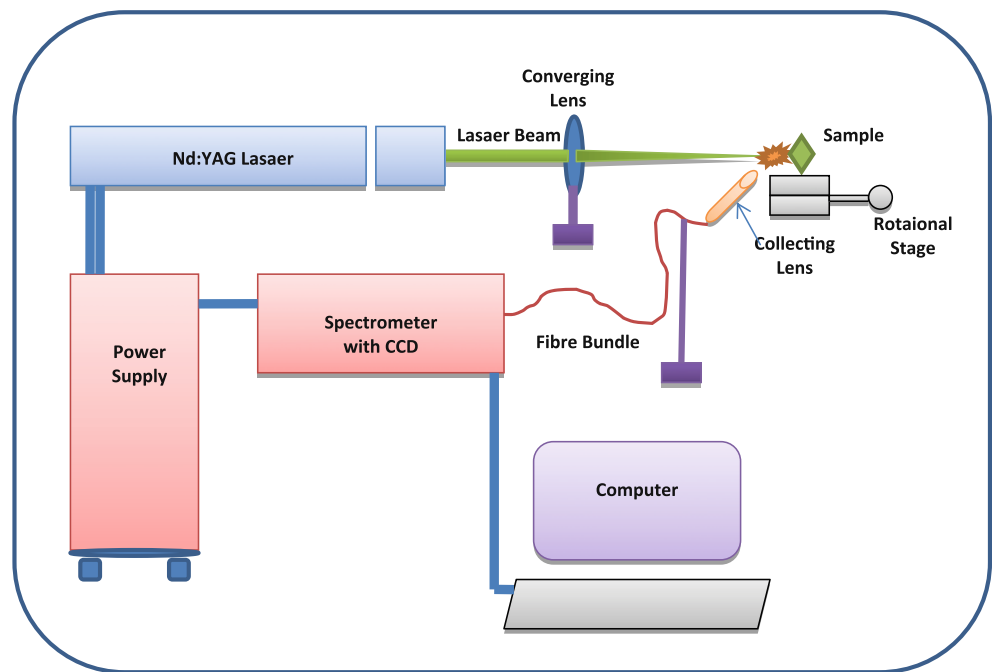 Converging
Lens
Lasaer Beam
Sample
Nd:YAG Lasaer
Rotaional
Stage
Collecting
Lens
Spectrometer
with CCD
Fibre Bundle
Power
Supply
Computer